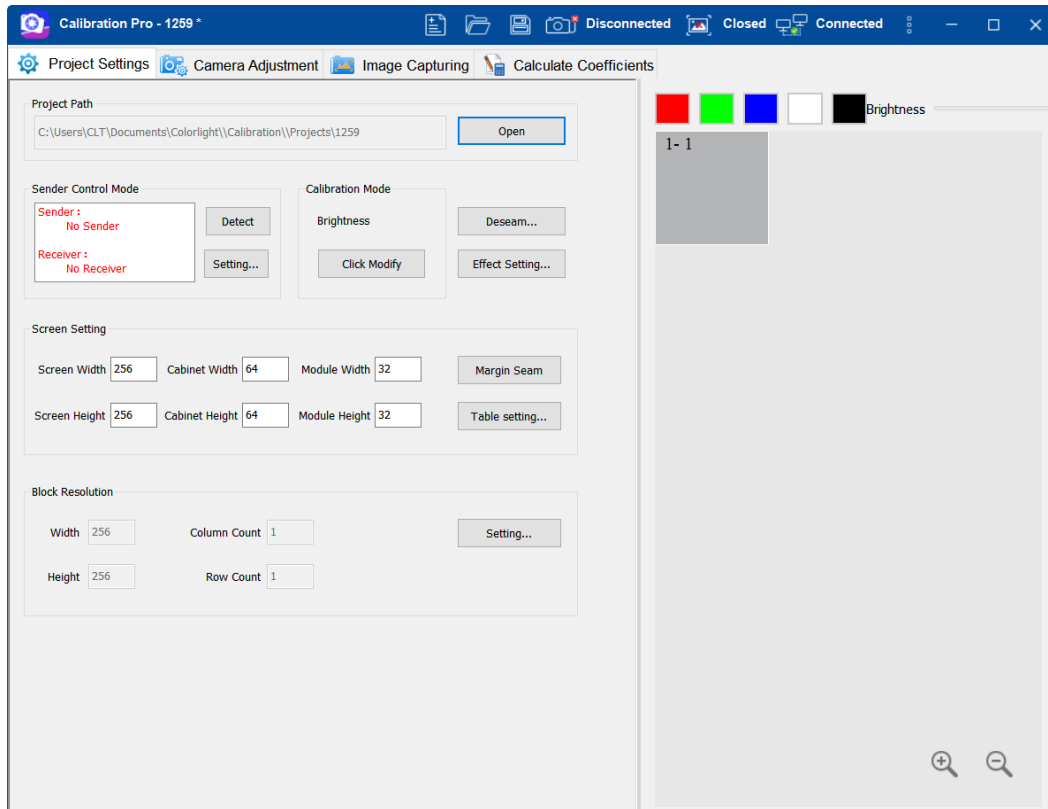 Calibration Pro - 1259 *
Disconnected
Closed
Connected
Project Settings
Camera Adjustment
Image Capturing
Calculate Coefficients
Project Path
C:\Users\CLT\Documents\Colorlight\\Calibration\\Projects\1259
Open
Brightness
1- 1
Sender Control Mode
Sender :
No Sender
Receiver :
No Receiver
Detect
Setting...
Calibration Mode
Brightness
Click Modify
Deseam...
Effect Setting...
Screen Setting
Screen Width 256 Cabinet Width 64 Module Width 32
Margin Seam
Screen Height 256 Cabinet Height 64 Module Height 32
Table setting...
Block Resolution
Width 256 Column Count 1
Setting...
Height 256 Row Count 1